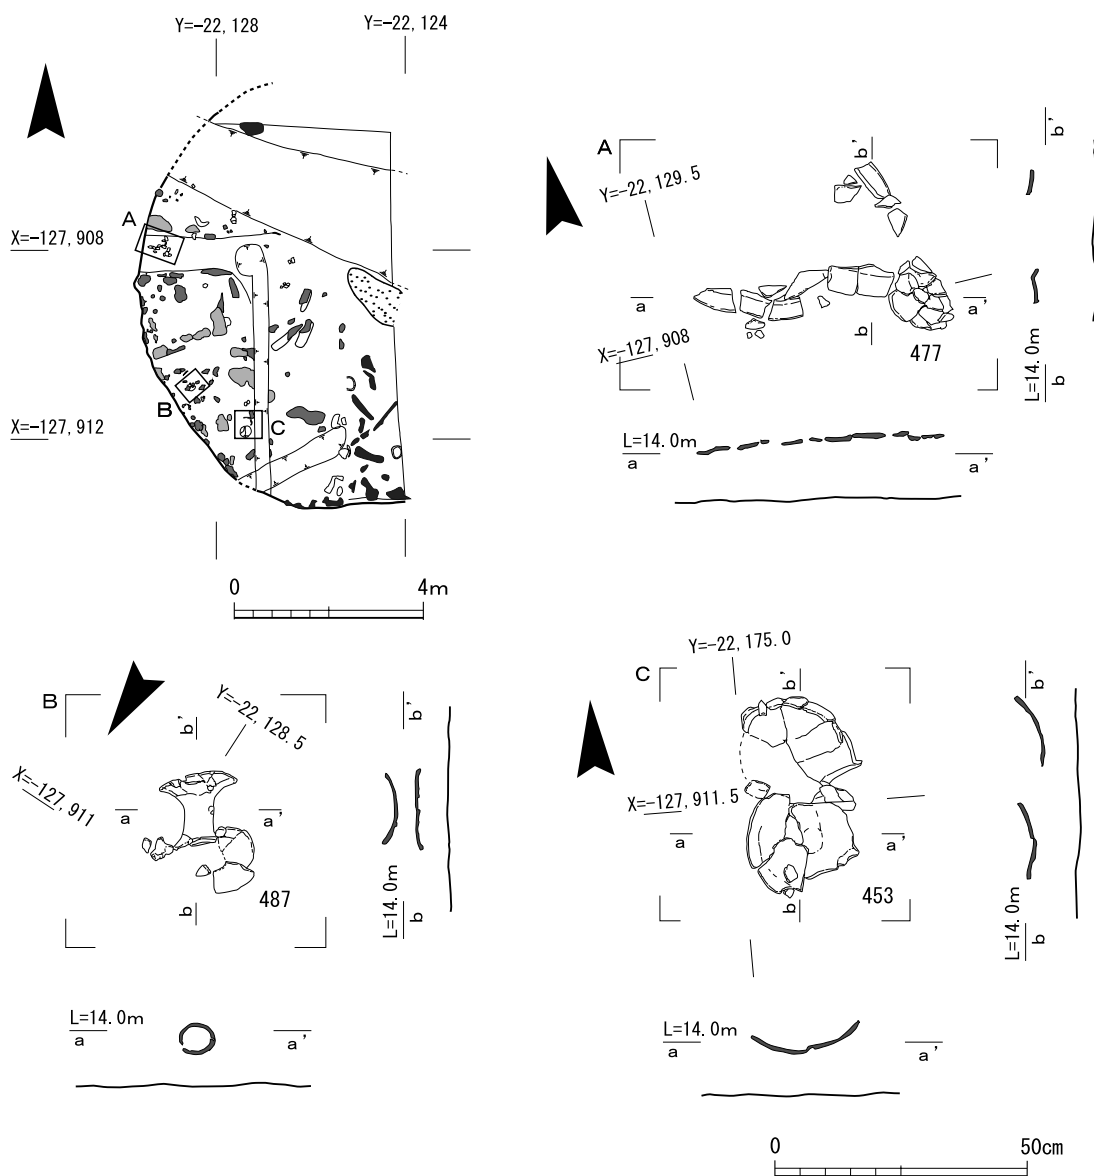 Y=-22, 128
Y=-22, 124
A
X=-127, 908
B
C
X=-127, 912
0
4m
A
b'
b'
Y=-22, 129.5
a
a'
b
477
X=-127, 908
L=14.0m
b
L=14.0m
a
a'
B
b'
b'
Y=-22, 128.5
X=-127, 911
a
a'
b
487
L=14.0m
b
L=14.0m
a
a'
C
Y=-22, 175.0
b'
b'
X=-127, 911.5
a
a'
b
453
L=14.0m
b
L=14.0m
a
a'
0
50cm